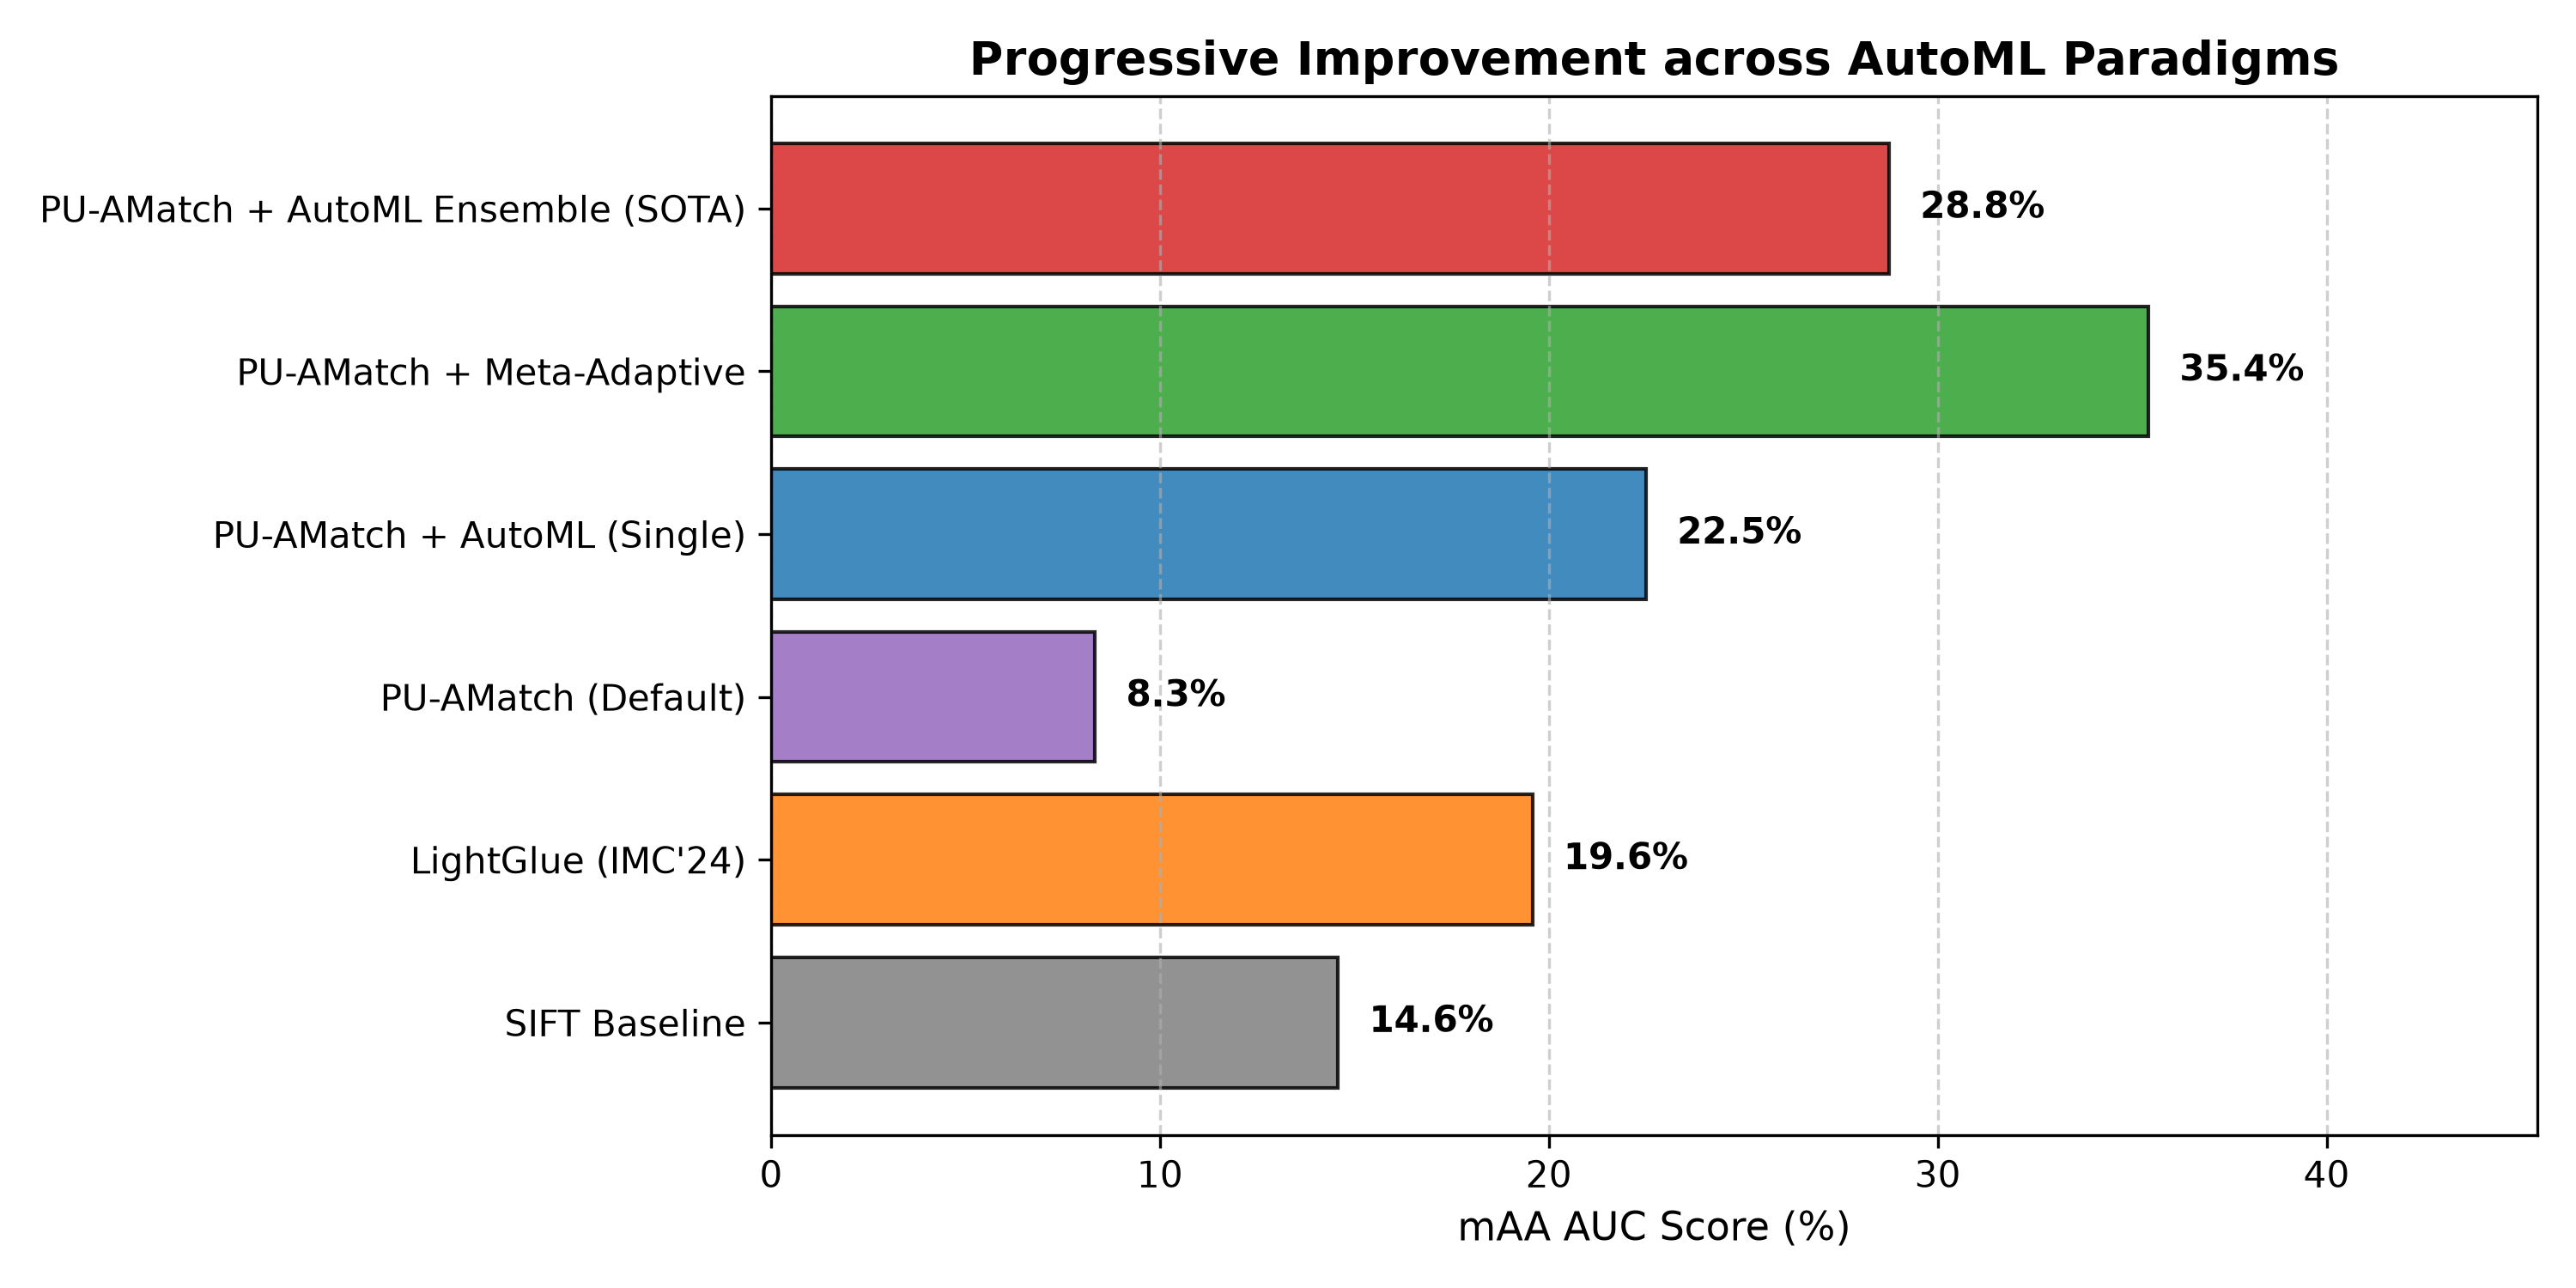 Progressive Improvement across AutoML Paradigms
PU-AMatch + AutoML Ensemble (SOTA)
28.8%
PU-AMatch + Meta-Adaptive
35.4%
PU-AMatch + AutoML (Single)
22.5%
PU-AMatch (Default)
8.3%
LightGlue (IMC'24)
19.6%
SIFT Baseline
14.6%
0 10 20 30 40
mAA AUC Score (%)